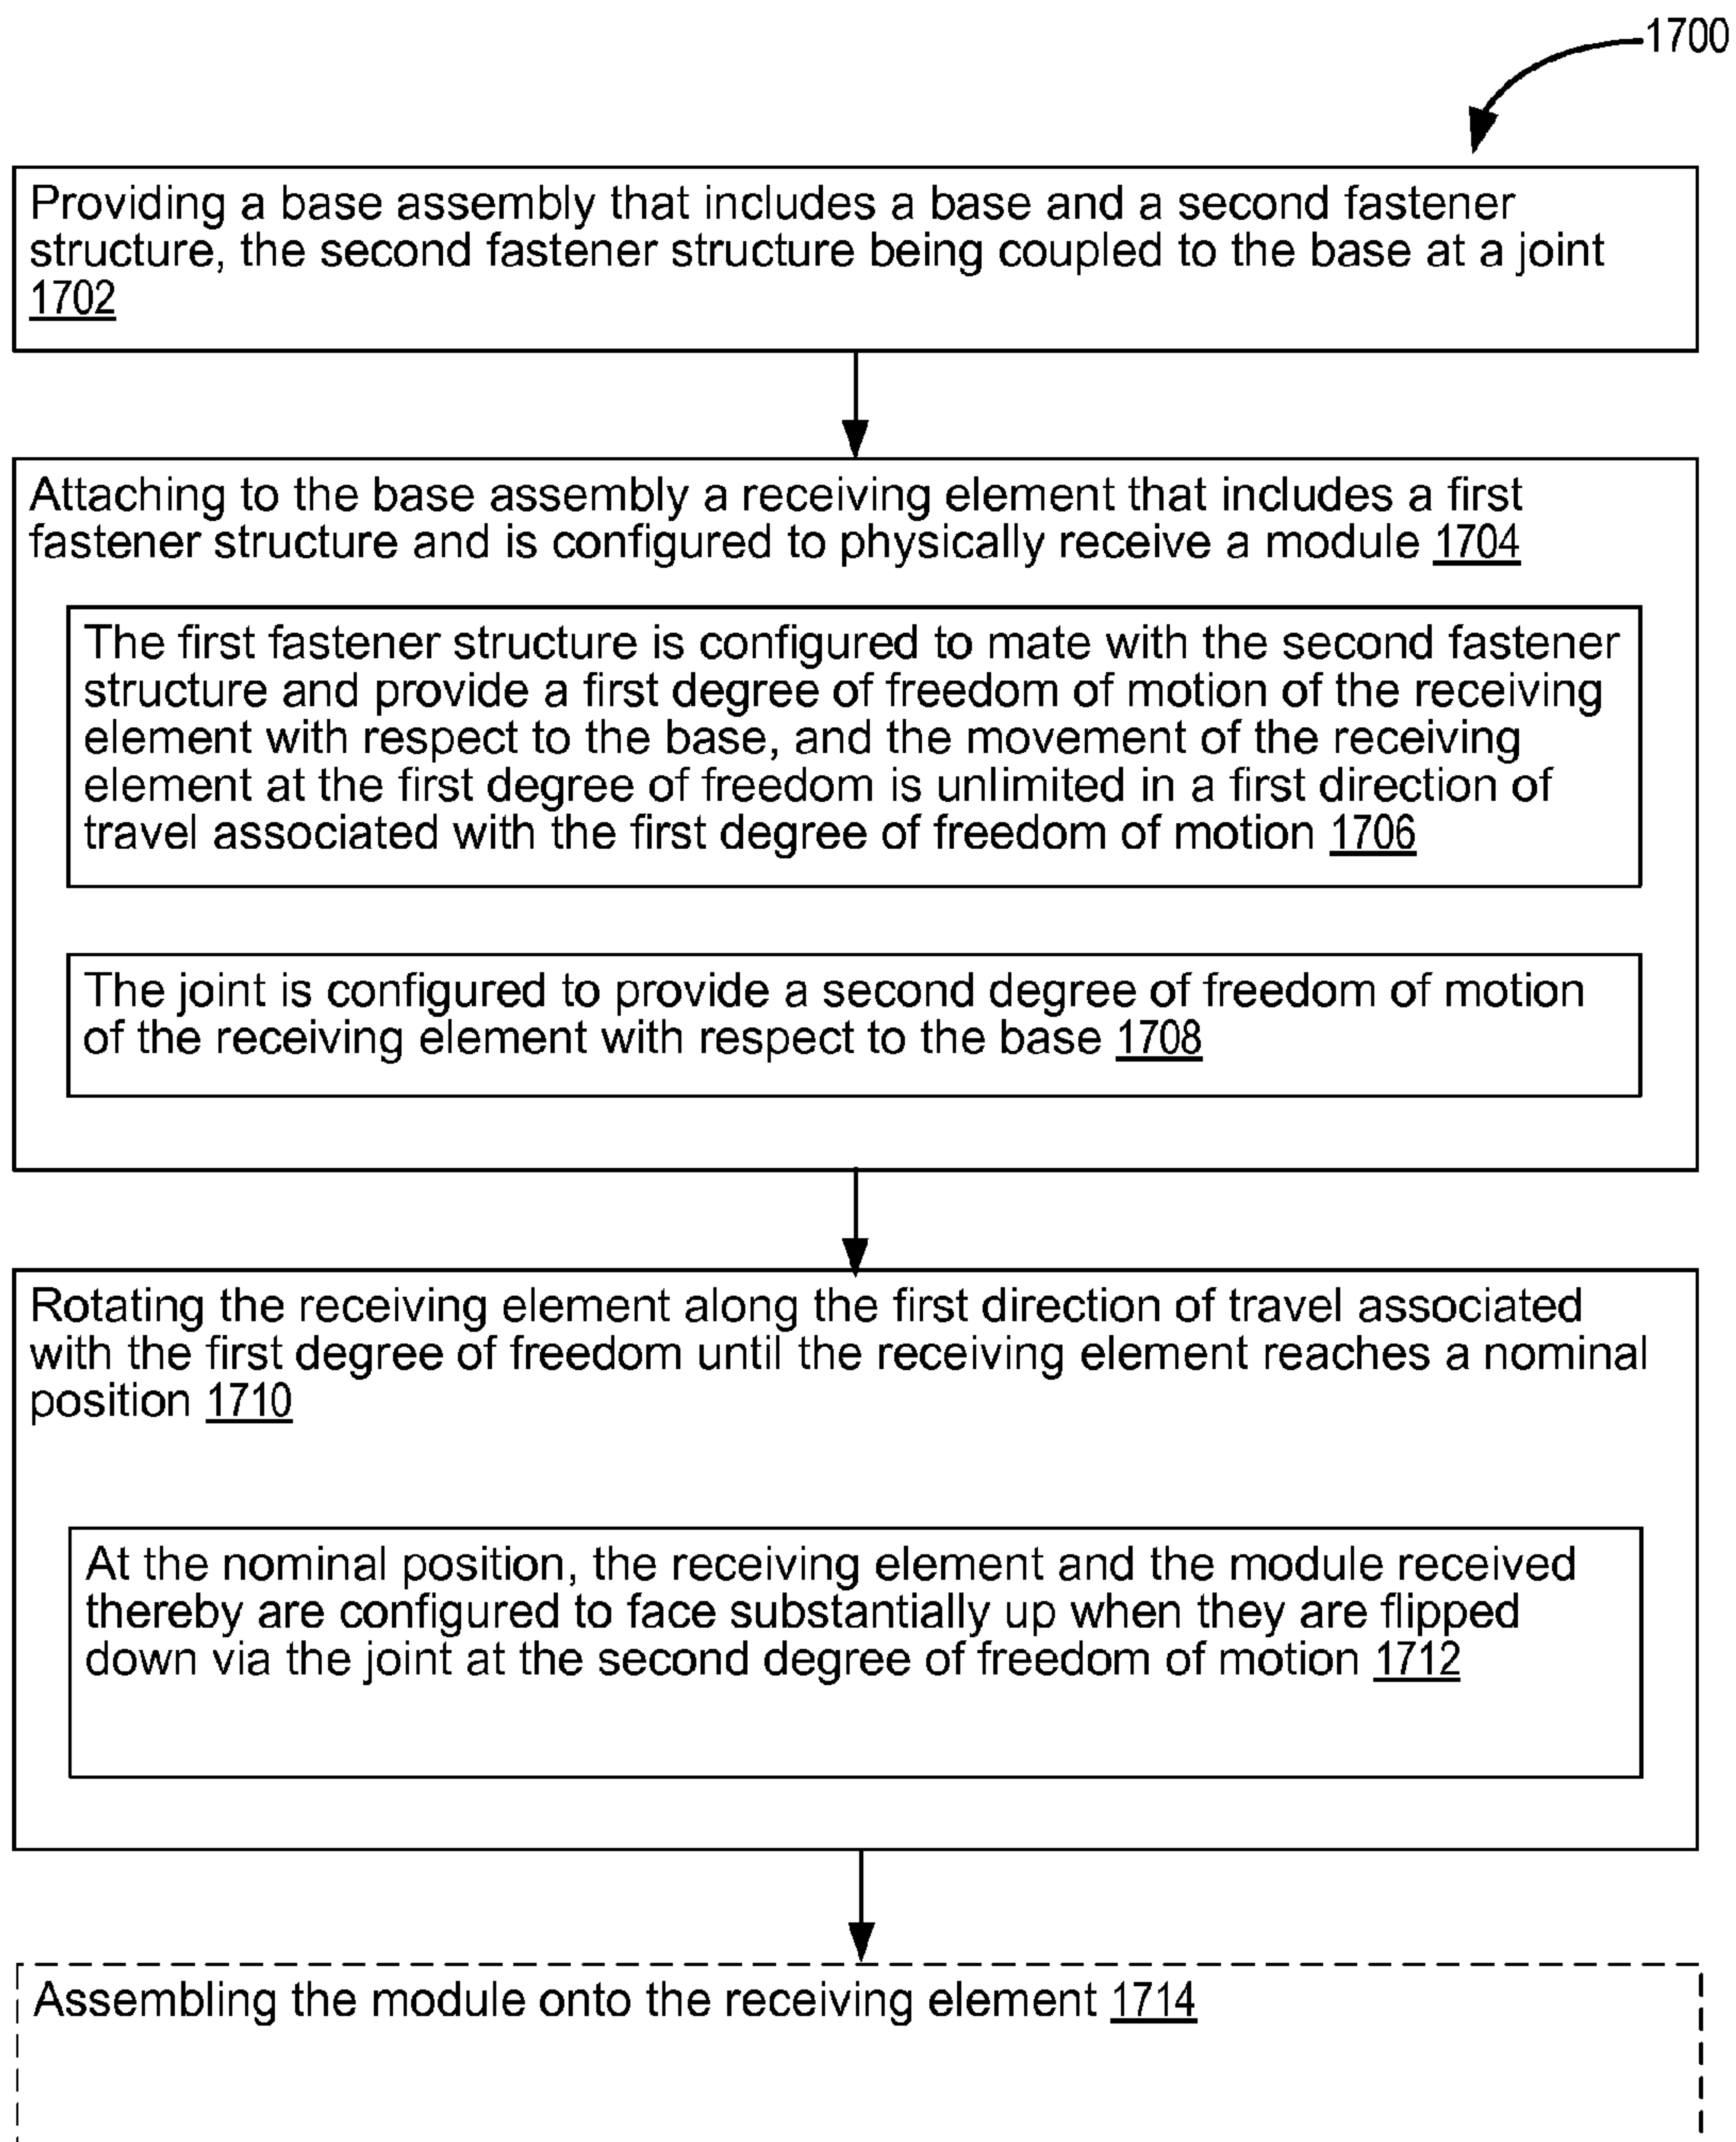 1700
Providing a base assembly that includes a base and a second fastener
structure, the second fastener structure being coupled to the base at a joint
1702
Attaching to the base assembly a receiving element that includes a first
fastener structure and is configured to physically receive a module 1704
The first fastener structure is configured to mate with the second fastener
structure and provide a first degree of freedom of motion of the receiving
element with respect to the base, and the movement of the receiving
element at the first degree of freedom is unlimited in a first direction of
travel associated with the first degree of freedom of motion 1706
The joint is configured to provide a second degree of freedom of motion
of the receiving element with respect to the base 1708
Rotating the receiving element along the first direction of travel associated
with the first degree of freedom until the receiving element reaches a nominal
position 1710
At the nominal position, the receiving element and the module received
thereby are configured to face substantially up when they are flipped
down via the joint at the second degree of freedom of motion 1712
Assembling the module onto the receiving element 1714